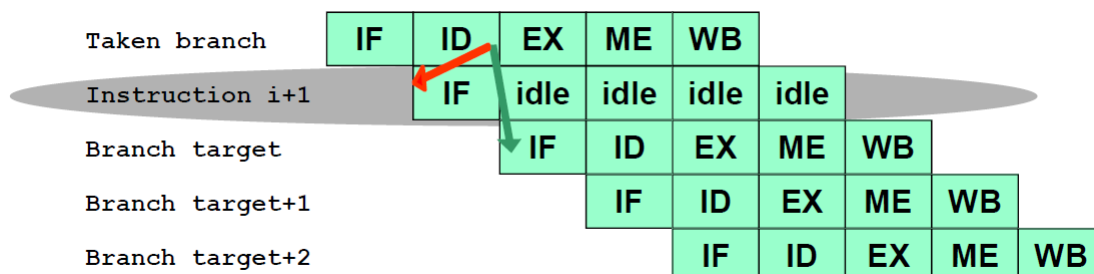 Taken branch IF ID EX ME WB
Instruction i+1 IF idle idle idle idle
Branch target IF ID EX ME WB
Branch target+1 IF ID EX ME WB
Branch target+2 IF ID EX ME WB